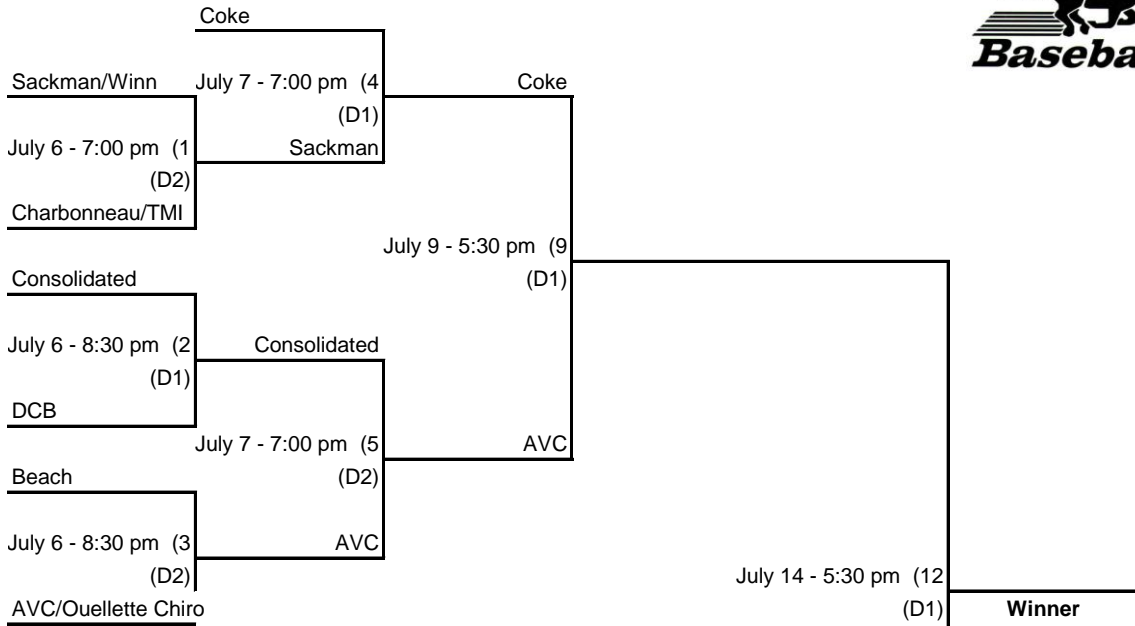 Coke
Baseba
Sackman/Winn July 7 - 7:00 pm (4 Coke
(D1)
July 6 - 7:00 pm (1 Sackman
(D2)
Charbonneau/TMI
July 9 - 5:30 pm (9
Consolidated (D1)
July 6 - 8:30 pm (2 Consolidated
(D1)
DCB
July 7 - 7:00 pm (5 AVC
Beach (D2)
July 6 - 8:30 pm (3 AVC
(D2) July 14 - 5:30 pm (12
AVC/Ouellette Chiro (D1) Winner